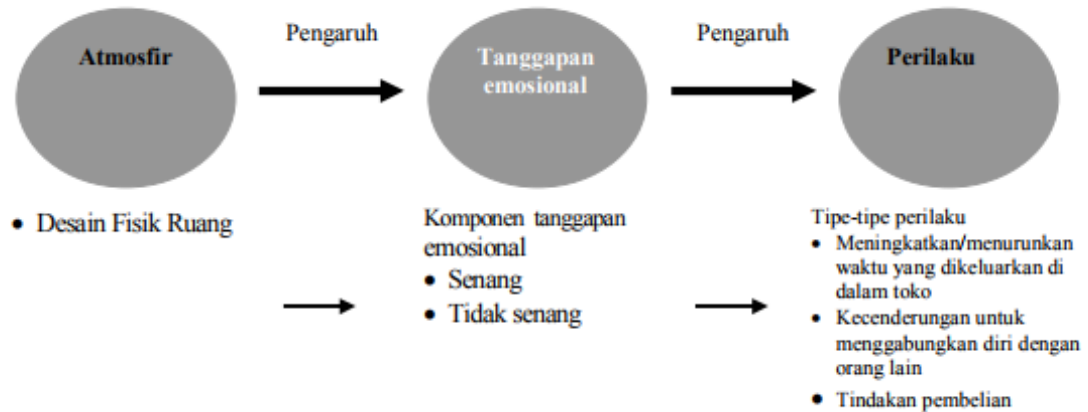 Atmosfir
Pengaruh
Tanggapan
emosional
Pengaruh
Perilaku
• Desain Fisik Ruang
Komponen tanggapan
emosional
• Senang
• Tidak senang
Tipe-tipe perilaku
• Meningkatkan/menurunkan
waktu yang dikeluarkan di
dalam toko
• Kecenderungan untuk
menggabungkan diri dengan
orang lain
• Tindakan pembelian